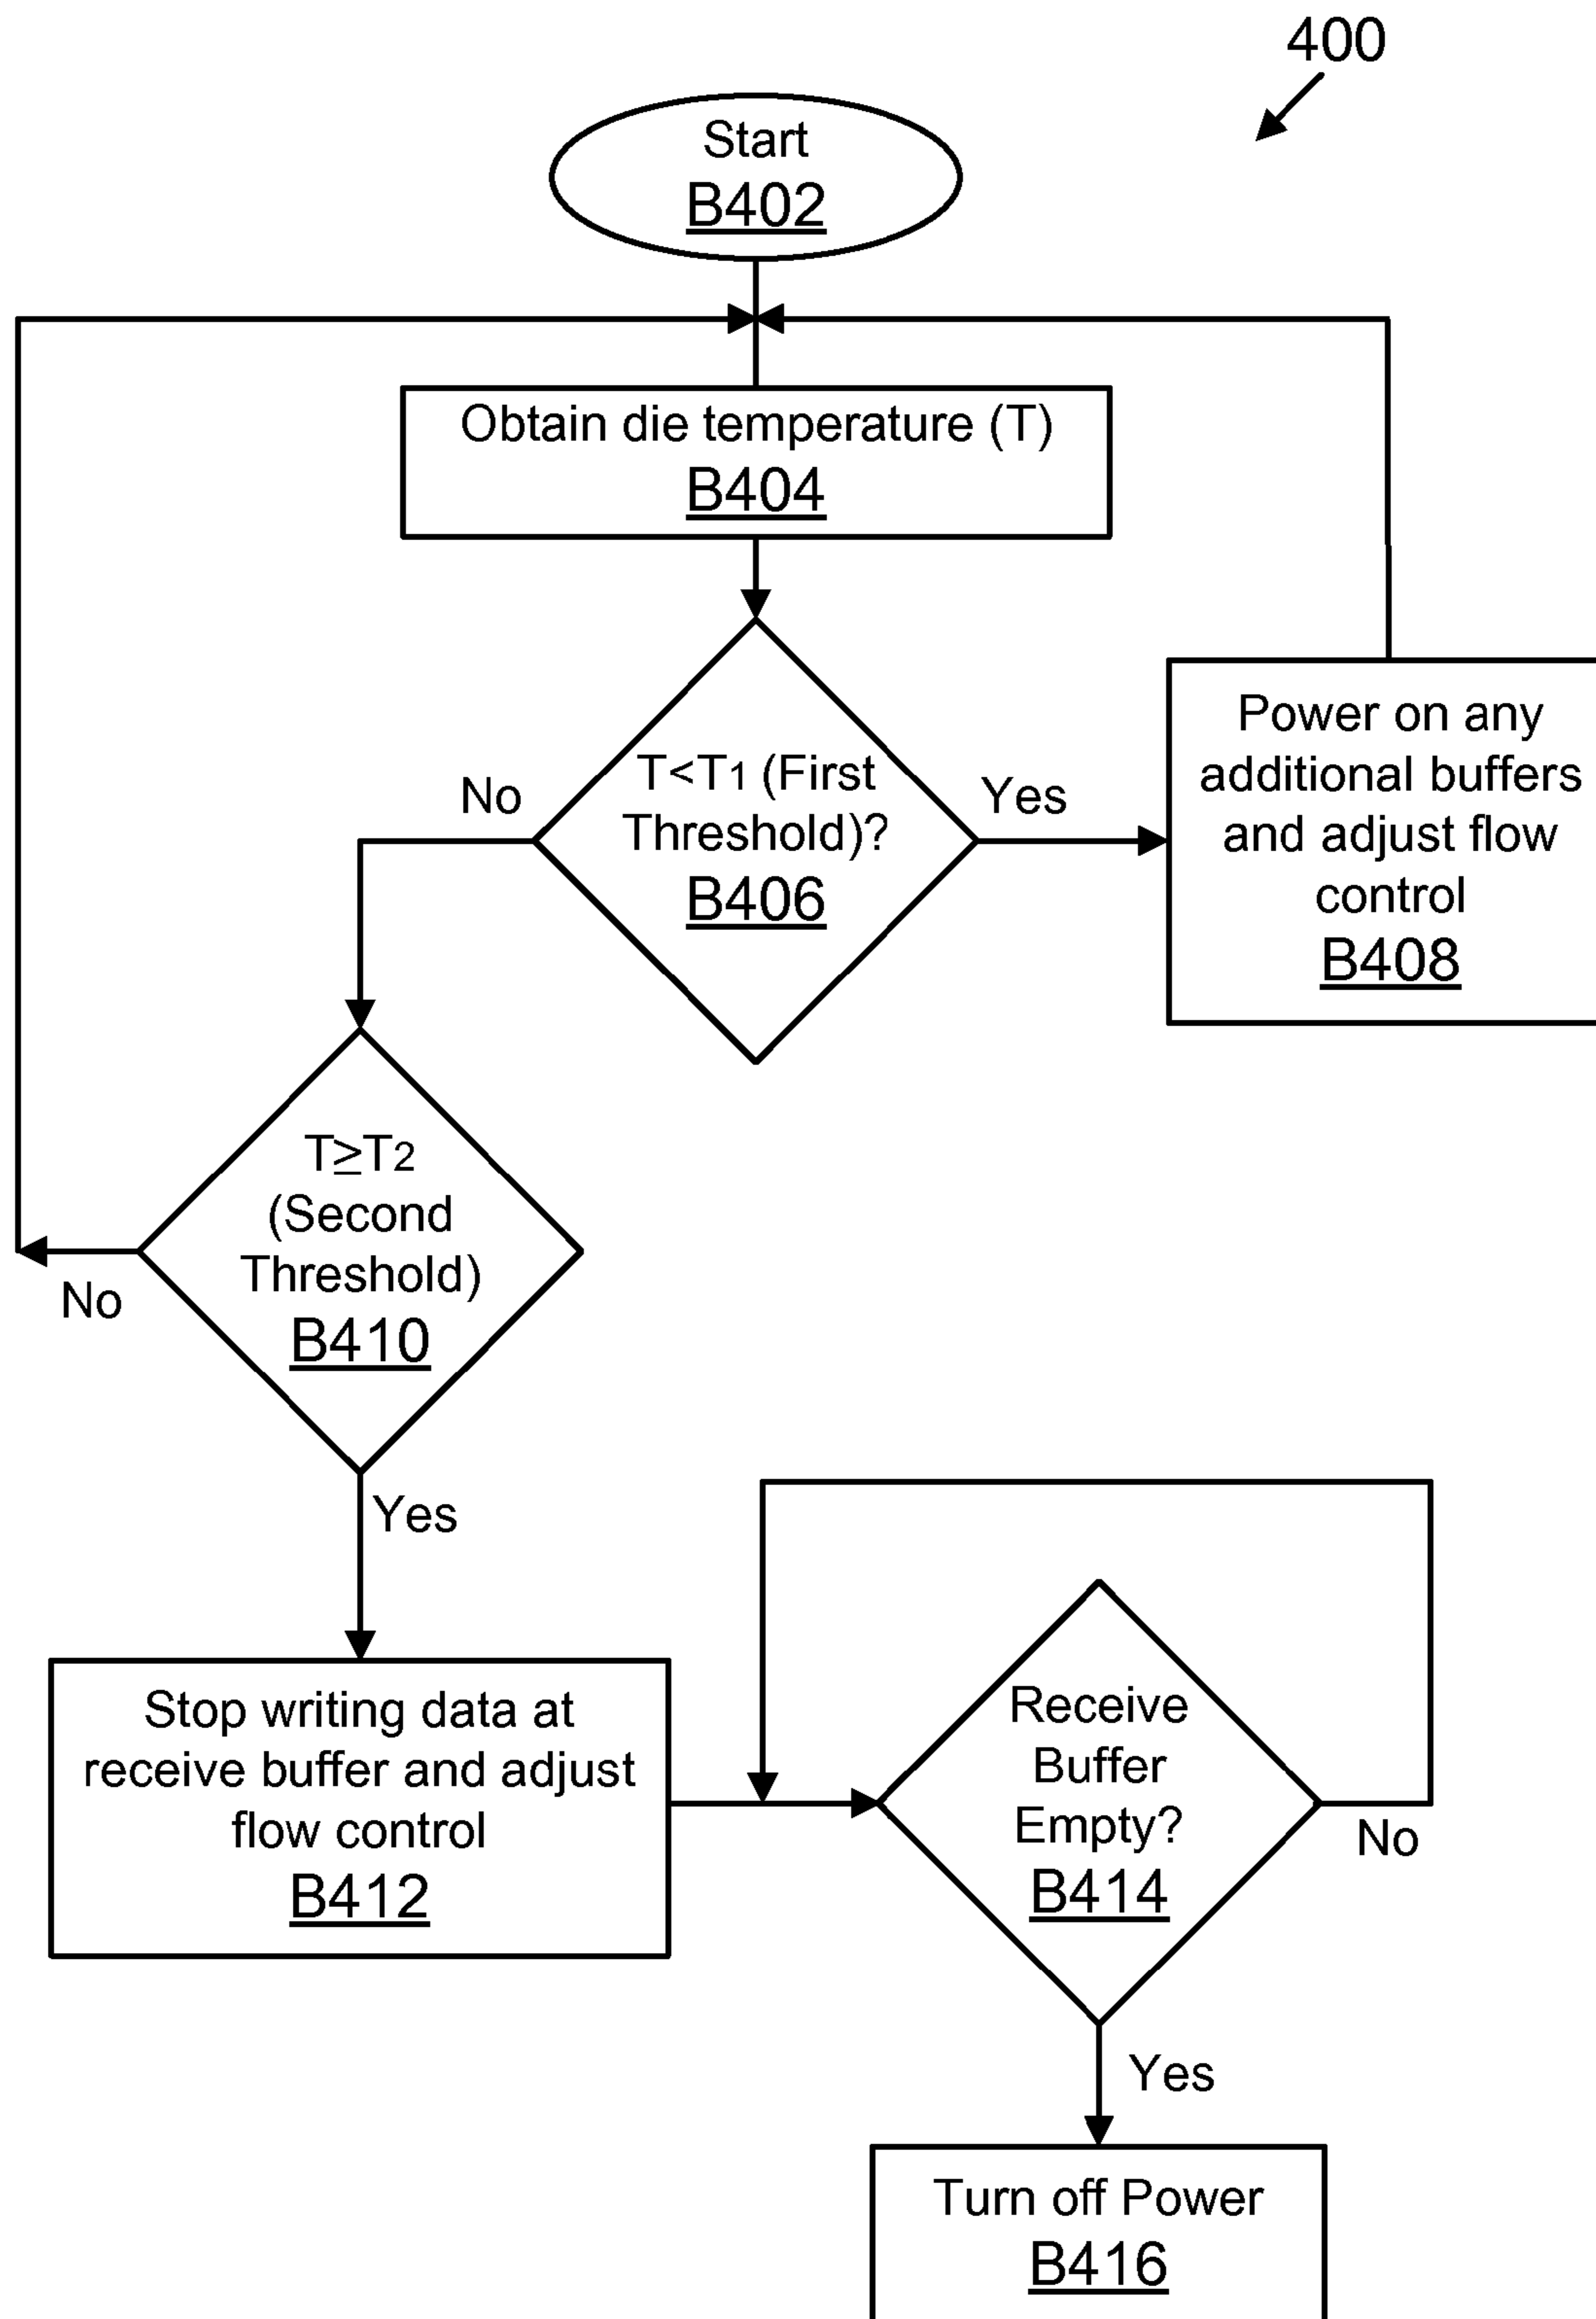 400
Start
B402
Obtain die temperature (T)
B404
T<T1 (First
Threshold)?
B406
No
Yes
Power on any
additional buffers
and adjust flow
control
B408
T≥T2
(Second
Threshold)
B410
No
Yes
Stop writing data at
receive buffer and adjust
flow control
B412
Receive
Buffer
Empty?
B414
No
Yes
Turn off Power
B416